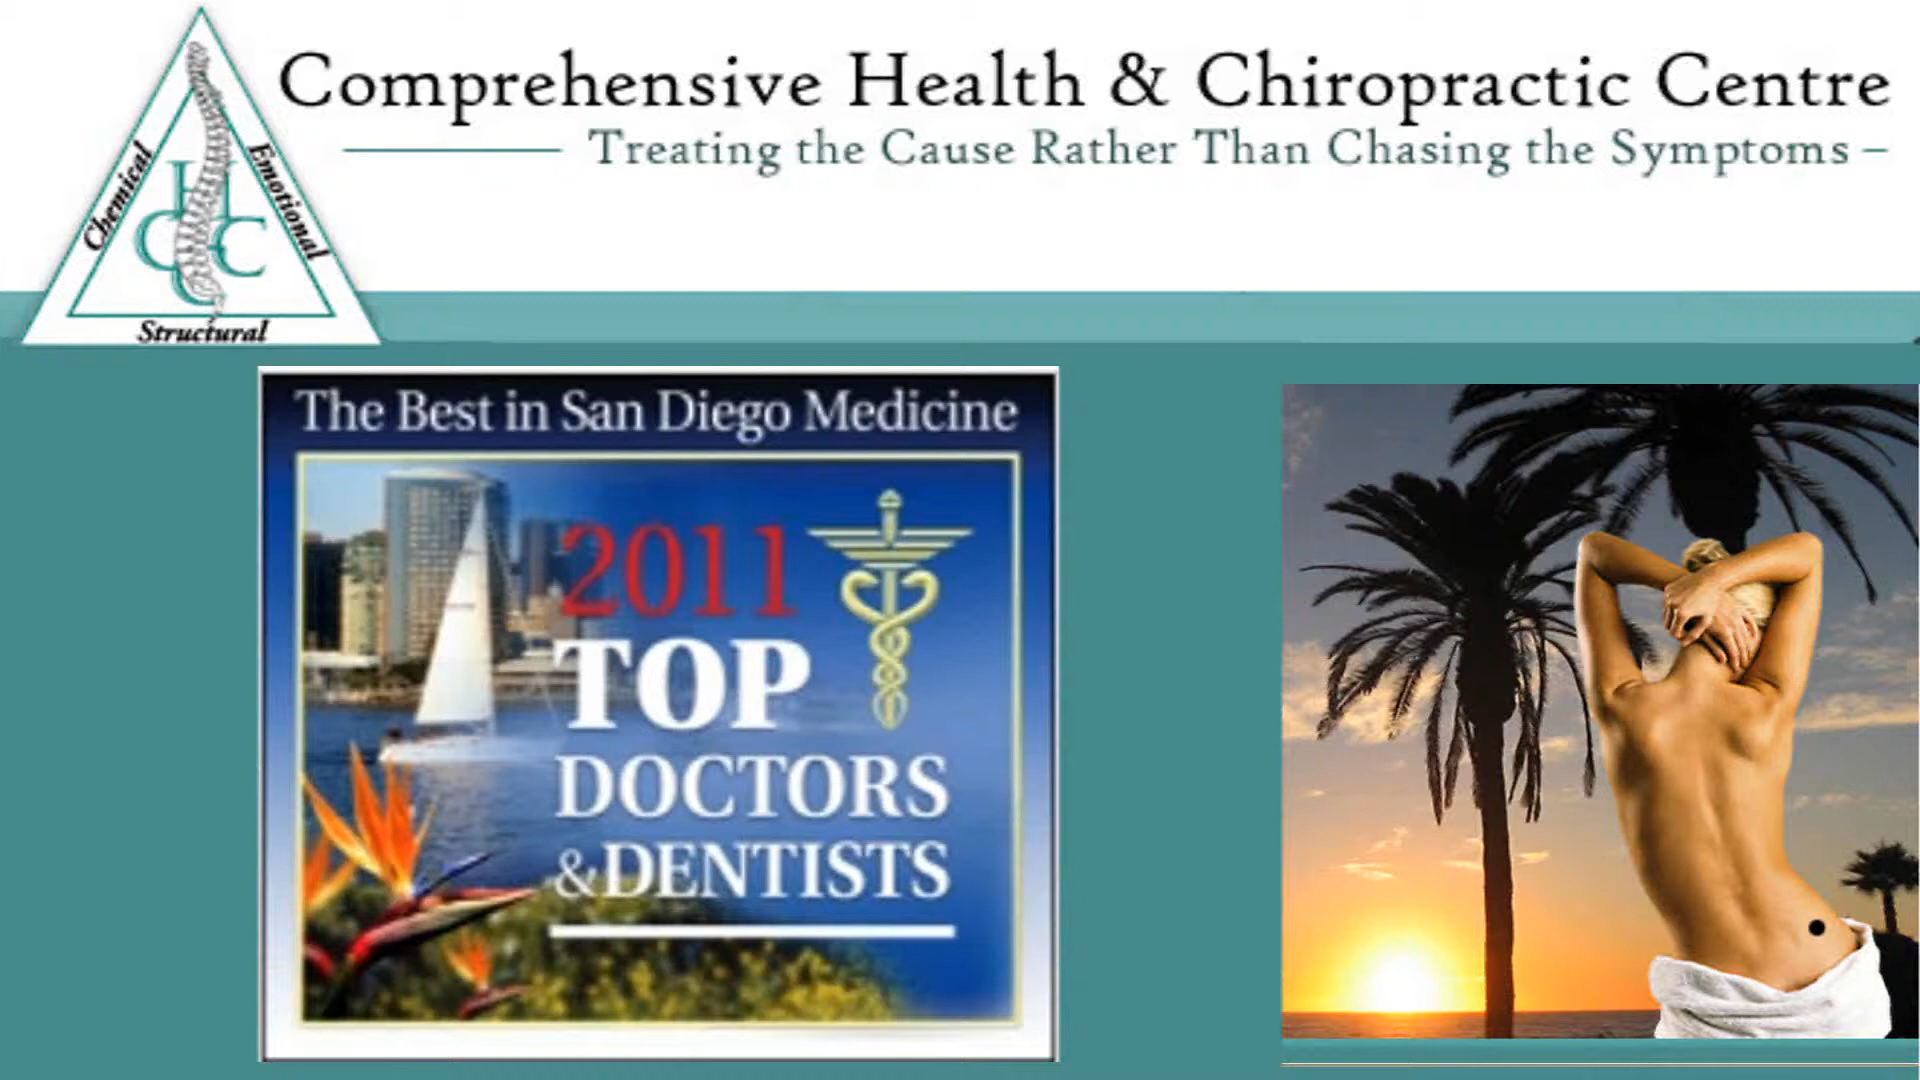 Comprehensive Health & Chiropractic Centre
Treating the Cause Rather Than Chasing the Symptoms –
Chemical
Emotional
CHCC
Structural
The Best in San Diego Medicine
2011
TOP
DOCTORS
&DENTISTS